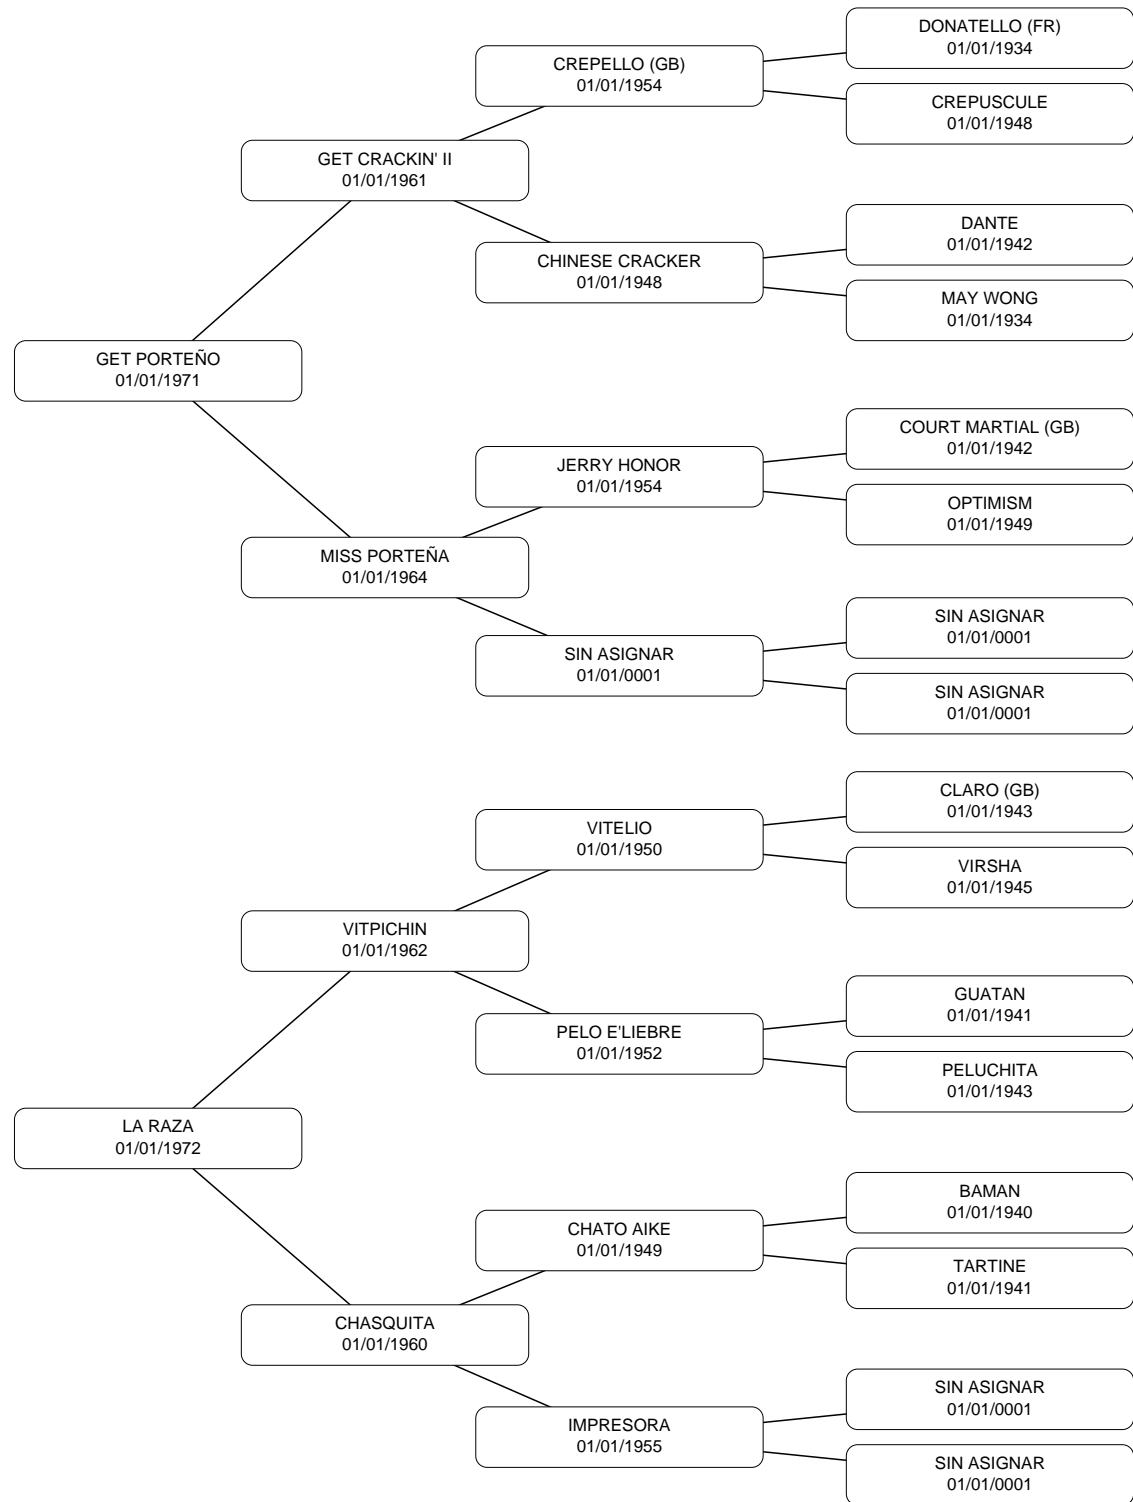 DONATELLO (FR)
01/01/1934
CREPELLO (GB)
01/01/1954
CREPUSCULE
01/01/1948
GET CRACKIN' II
01/01/1961
DANTE
01/01/1942
CHINESE CRACKER
01/01/1948
MAY WONG
01/01/1934
GET PORTEÑO
01/01/1971
COURT MARTIAL (GB)
01/01/1942
JERRY HONOR
01/01/1954
OPTIMISM
01/01/1949
MISS PORTEÑA
01/01/1964
SIN ASIGNAR
01/01/0001
SIN ASIGNAR
01/01/0001
SIN ASIGNAR
01/01/0001
CLARO (GB)
01/01/1943
VITELIO
01/01/1950
VIRSHA
01/01/1945
VITPICHIN
01/01/1962
GUATAN
01/01/1941
PELO E'LIEBRE
01/01/1952
PELUCHITA
01/01/1943
LA RAZA
01/01/1972
BAMAN
01/01/1940
CHATO AIKE
01/01/1949
TARTINE
01/01/1941
CHASQUITA
01/01/1960
SIN ASIGNAR
01/01/0001
IMPRESORA
01/01/1955
SIN ASIGNAR
01/01/0001